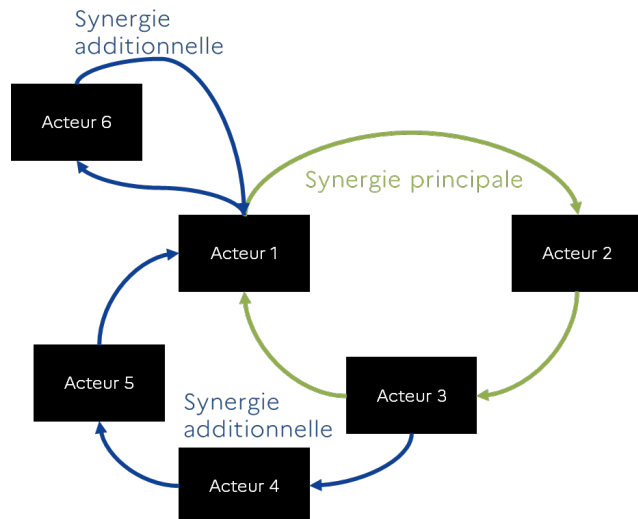 Synergie
additionnelle
Acteur 6
Synergie principale
Acteur 1
Acteur 2
Acteur 5
Acteur 3
Synergie
additionnelle
Acteur 4